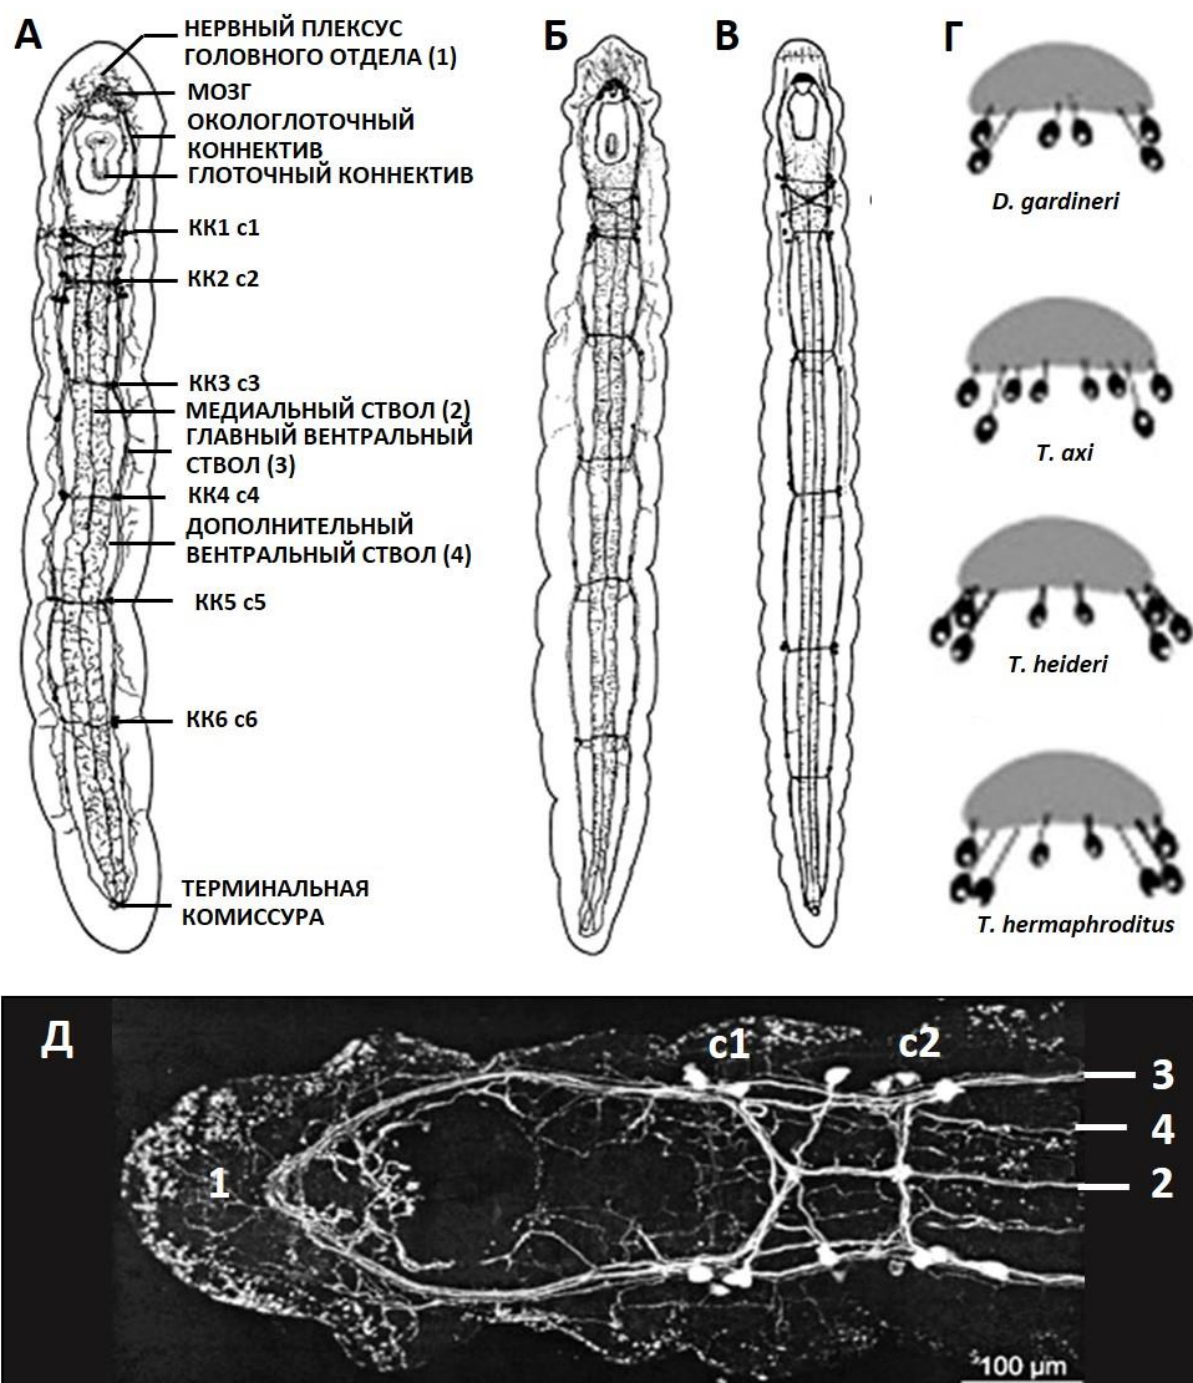 А
НЕРВНЫЙ ПЛЕКСУС
ГОЛОВНОГО ОТДЕЛА (1)
МОЗГ
ОКОЛОГЛОТОЧНЫЙ
КОННЕКТИВ
ГЛОТОЧНЫЙ КОННЕКТИВ
КК1 с1
КК2 с2
КК3 с3
МЕДИАЛЬНЫЙ СТВОЛ (2)
ГЛАВНЫЙ ВЕНТРАЛЬНЫЙ
СТВОЛ (3)
КК4 с4
ДОПОЛНИТЕЛЬНЫЙ
ВЕНТРАЛЬНЫЙ СТВОЛ (4)
КК5 с5
КК6 с6
ТЕРМИНАЛЬНАЯ
КОМИССУРА
Б
В
Г
D. gardineri
T. axi
T. heideri
T. hermaphroditus
Д
с1
с2
3
4
1
2
100 µm